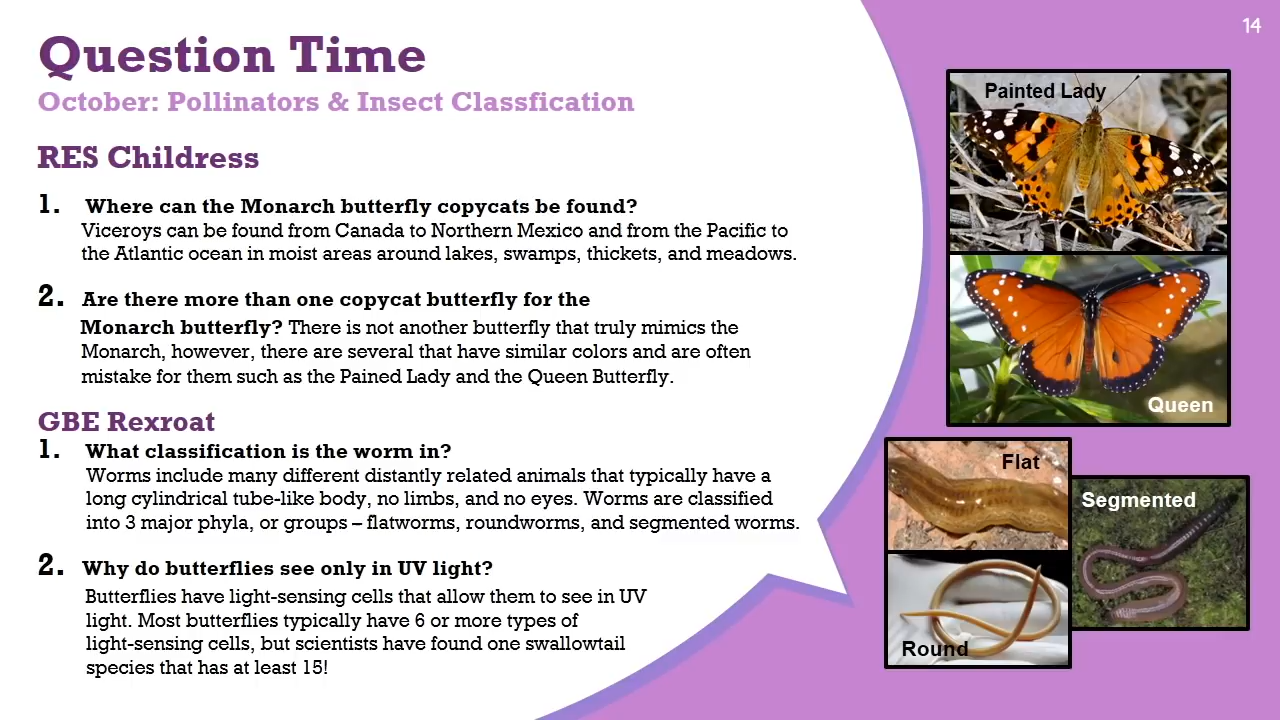 14
Question Time
October: Pollinators & Insect Classfication
RES Childress
1. Where can the Monarch butterfly copycats be found?
Viceroys can be found from Canada to Northern Mexico and from the Pacific to
the Atlantic ocean in moist areas around lakes, swamps, thickets, and meadows.
2. Are there more than one copycat butterfly for the
Monarch butterfly? There is not another butterfly that truly mimics the
Monarch, however, there are several that have similar colors and are often
mistake for them such as the Pained Lady and the Queen Butterfly.
GBE Rexroat
1. What classification is the worm in?
Worms include many different distantly related animals that typically have a
long cylindrical tube-like body, no limbs, and no eyes. Worms are classified
into 3 major phyla, or groups – flatworms, roundworms, and segmented worms.
2. Why do butterflies see only in UV light?
Butterflies have light-sensing cells that allow them to see in UV
light. Most butterflies typically have 6 or more types of
light-sensing cells, but scientists have found one swallowtail
species that has at least 15!
Painted Lady
Queen
Flat
Segmented
Round